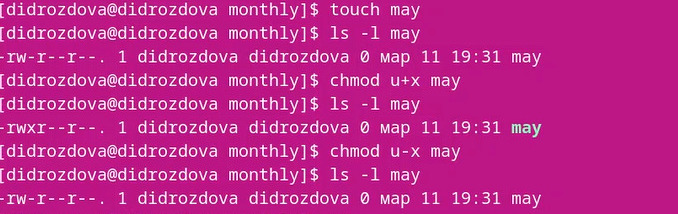 [didrozdova@didrozdova monthly]$ touch may
[didrozdova@didrozdova monthly]$ ls -l may
-rw-r--r--. 1 didrozdova didrozdova 0 мар 11 19:31 may
[didrozdova@didrozdova monthly]$ chmod u+x may
[didrozdova@didrozdova monthly]$ ls -l may
-rwxr--r--. 1 didrozdova didrozdova 0 мар 11 19:31 may
[didrozdova@didrozdova monthly]$ chmod u-x may
[didrozdova@didrozdova monthly]$ ls -l may
-rw-r--r--. 1 didrozdova didrozdova 0 мар 11 19:31 may